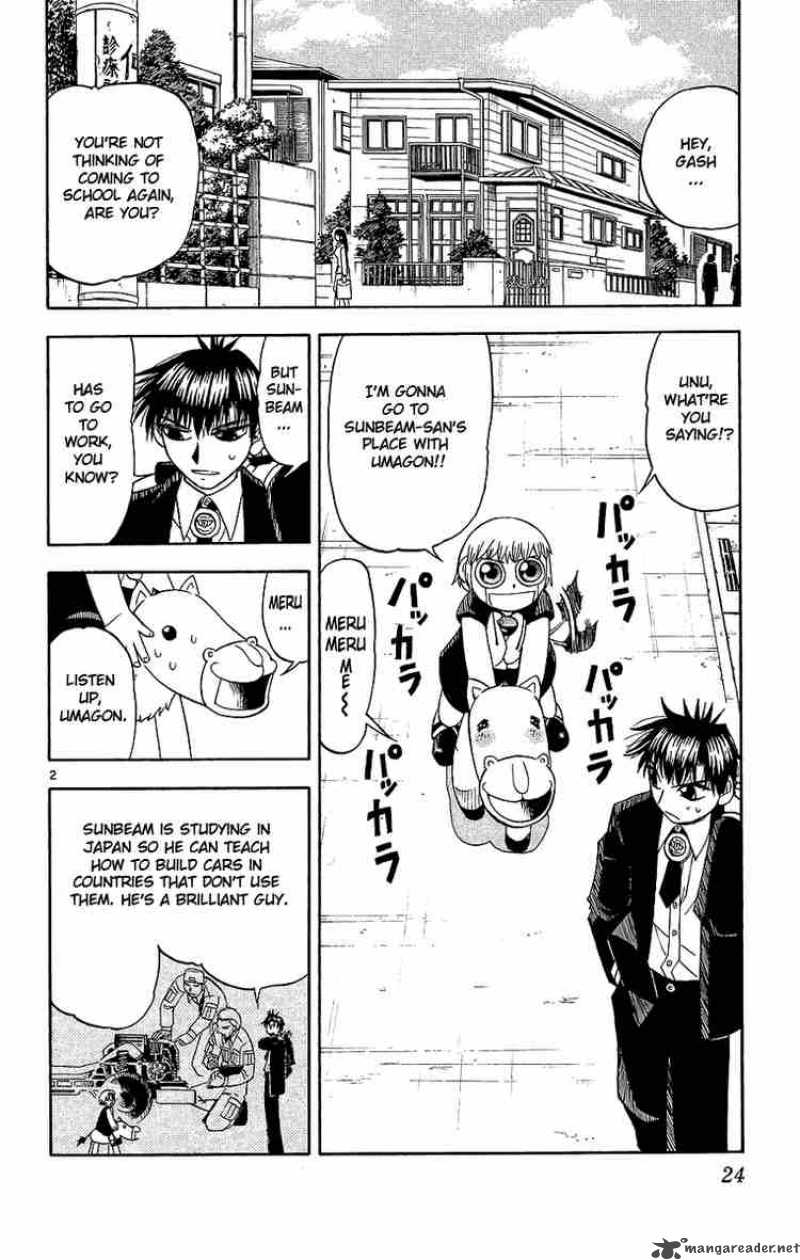 HEY,
GASH
...
YOU'RE NOT
THINKING OF
COMING TO
SCHOOL AGAIN,
ARE YOU?
診療
UNU,
WHAT'RE
YOU
SAYING!?
I'M GONNA
GO TO
SUNBEAM-SAN'S
PLACE WITH
UMAGON!!
パッカラ
パッカラ
パッカラ
パッカラ
MERU
MERU
ME~
BUT
SUN-
BEAM
...
HAS
TO GO
TO
WORK,
YOU
KNOW?
MERU
...
LISTEN
UP,
UMAGON.
2
SUNBEAM IS STUDYING IN
JAPAN SO HE CAN TEACH
HOW TO BUILD CARS IN
COUNTRIES THAT DON'T USE
THEM. HE'S A BRILLIANT GUY.
24
mangareader.net